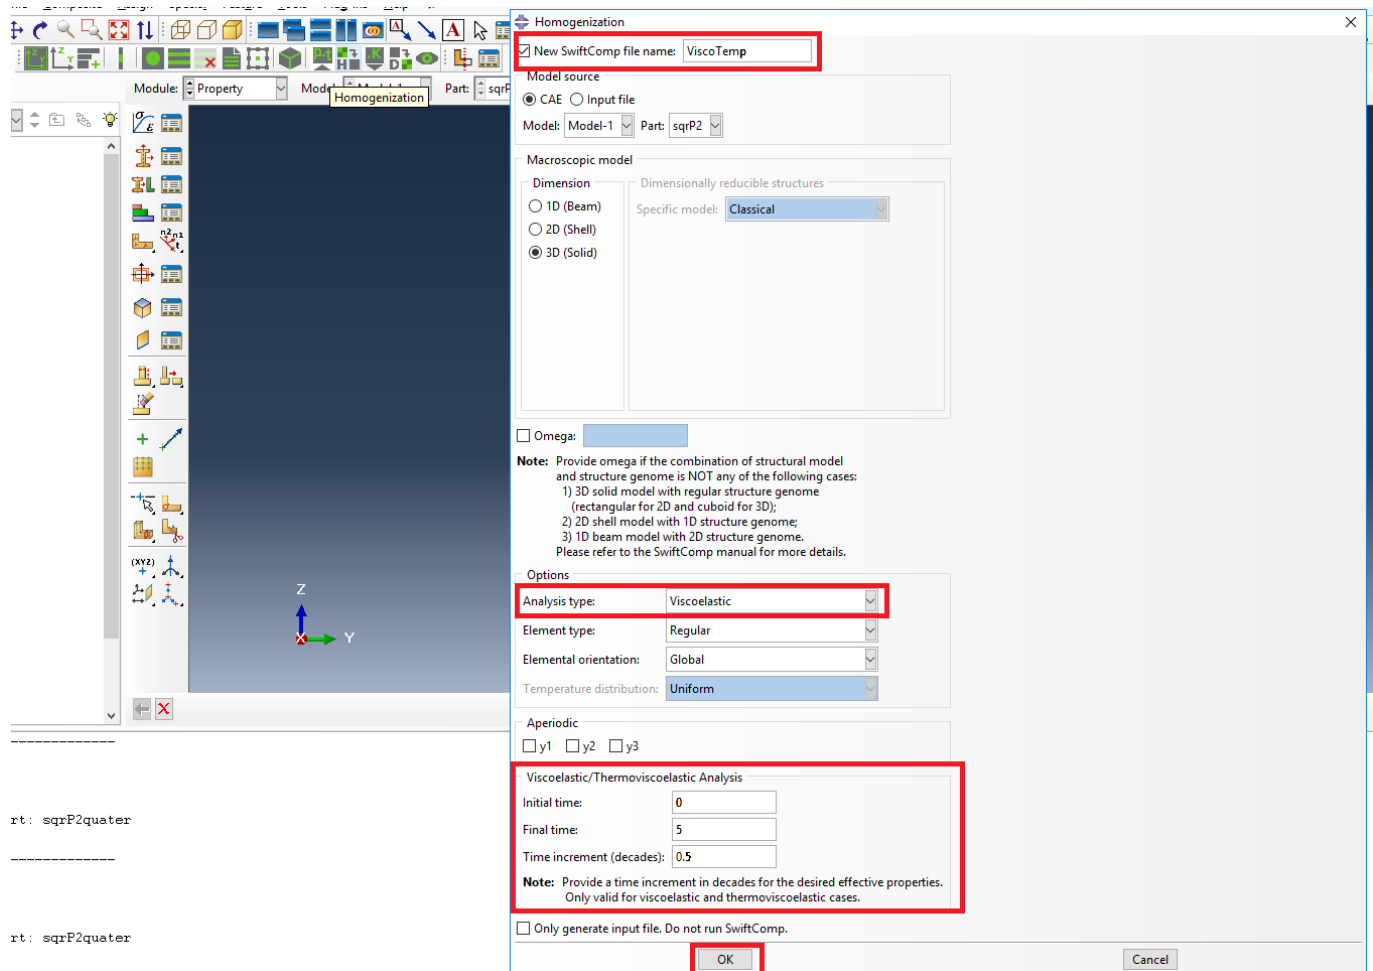 Homogenization
New SwiftComp file name: ViscoTemp
Model source
CAE Input file
Model: Model-1 Part: sqrP2
Module: Property Part: sqrP
Homogenization
Macroscopic model
Dimension
Dimensionally reducible structures
1D (Beam)
Specific model: Classical
2D (Shell)
3D (Solid)
Omega:
Note: Provide omega if the combination of structural model
and structure genome is NOT any of the following cases:
1) 3D solid model with regular structure genome
(rectangular for 2D and cuboid for 3D);
2) 2D shell model with 1D structure genome;
3) 1D beam model with 2D structure genome.
Please refer to the SwiftComp manual for more details.
Options
Analysis type: Viscoelastic
Element type: Regular
Elemental orientation: Global
Temperature distribution: Uniform
Z
X
Y
Aperiodic
y1 y2 y3
Viscoelastic/Thermoviscoelastic Analysis
Initial time: 0
Final time: 5
Time increment (decades): 0.5
Note: Provide a time increment in decades for the desired effective properties.
Only valid for viscoelastic and thermoviscoelastic cases.
Only generate input file. Do not run SwiftComp.
OK Cancel
rt: sqrP2quater
rt: sqrP2quater